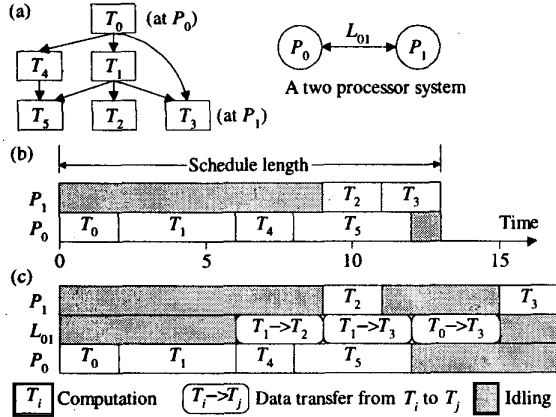 (a)
T0 (at P0)
T4 T1
T5 T2 T3 (at P1)
P0 L01 P1
A two processor system
(b)
Schedule length
P1 T2 T3
P0 T0 T1 T4 T5 Time
0 5 10 15
(c)
P1 T2 T3
L01 T1->T2 T1->T3 T0->T3
P0 T0 T1 T4 T5
Ti Computation Ti->Tj Data transfer from Ti to Tj Idling